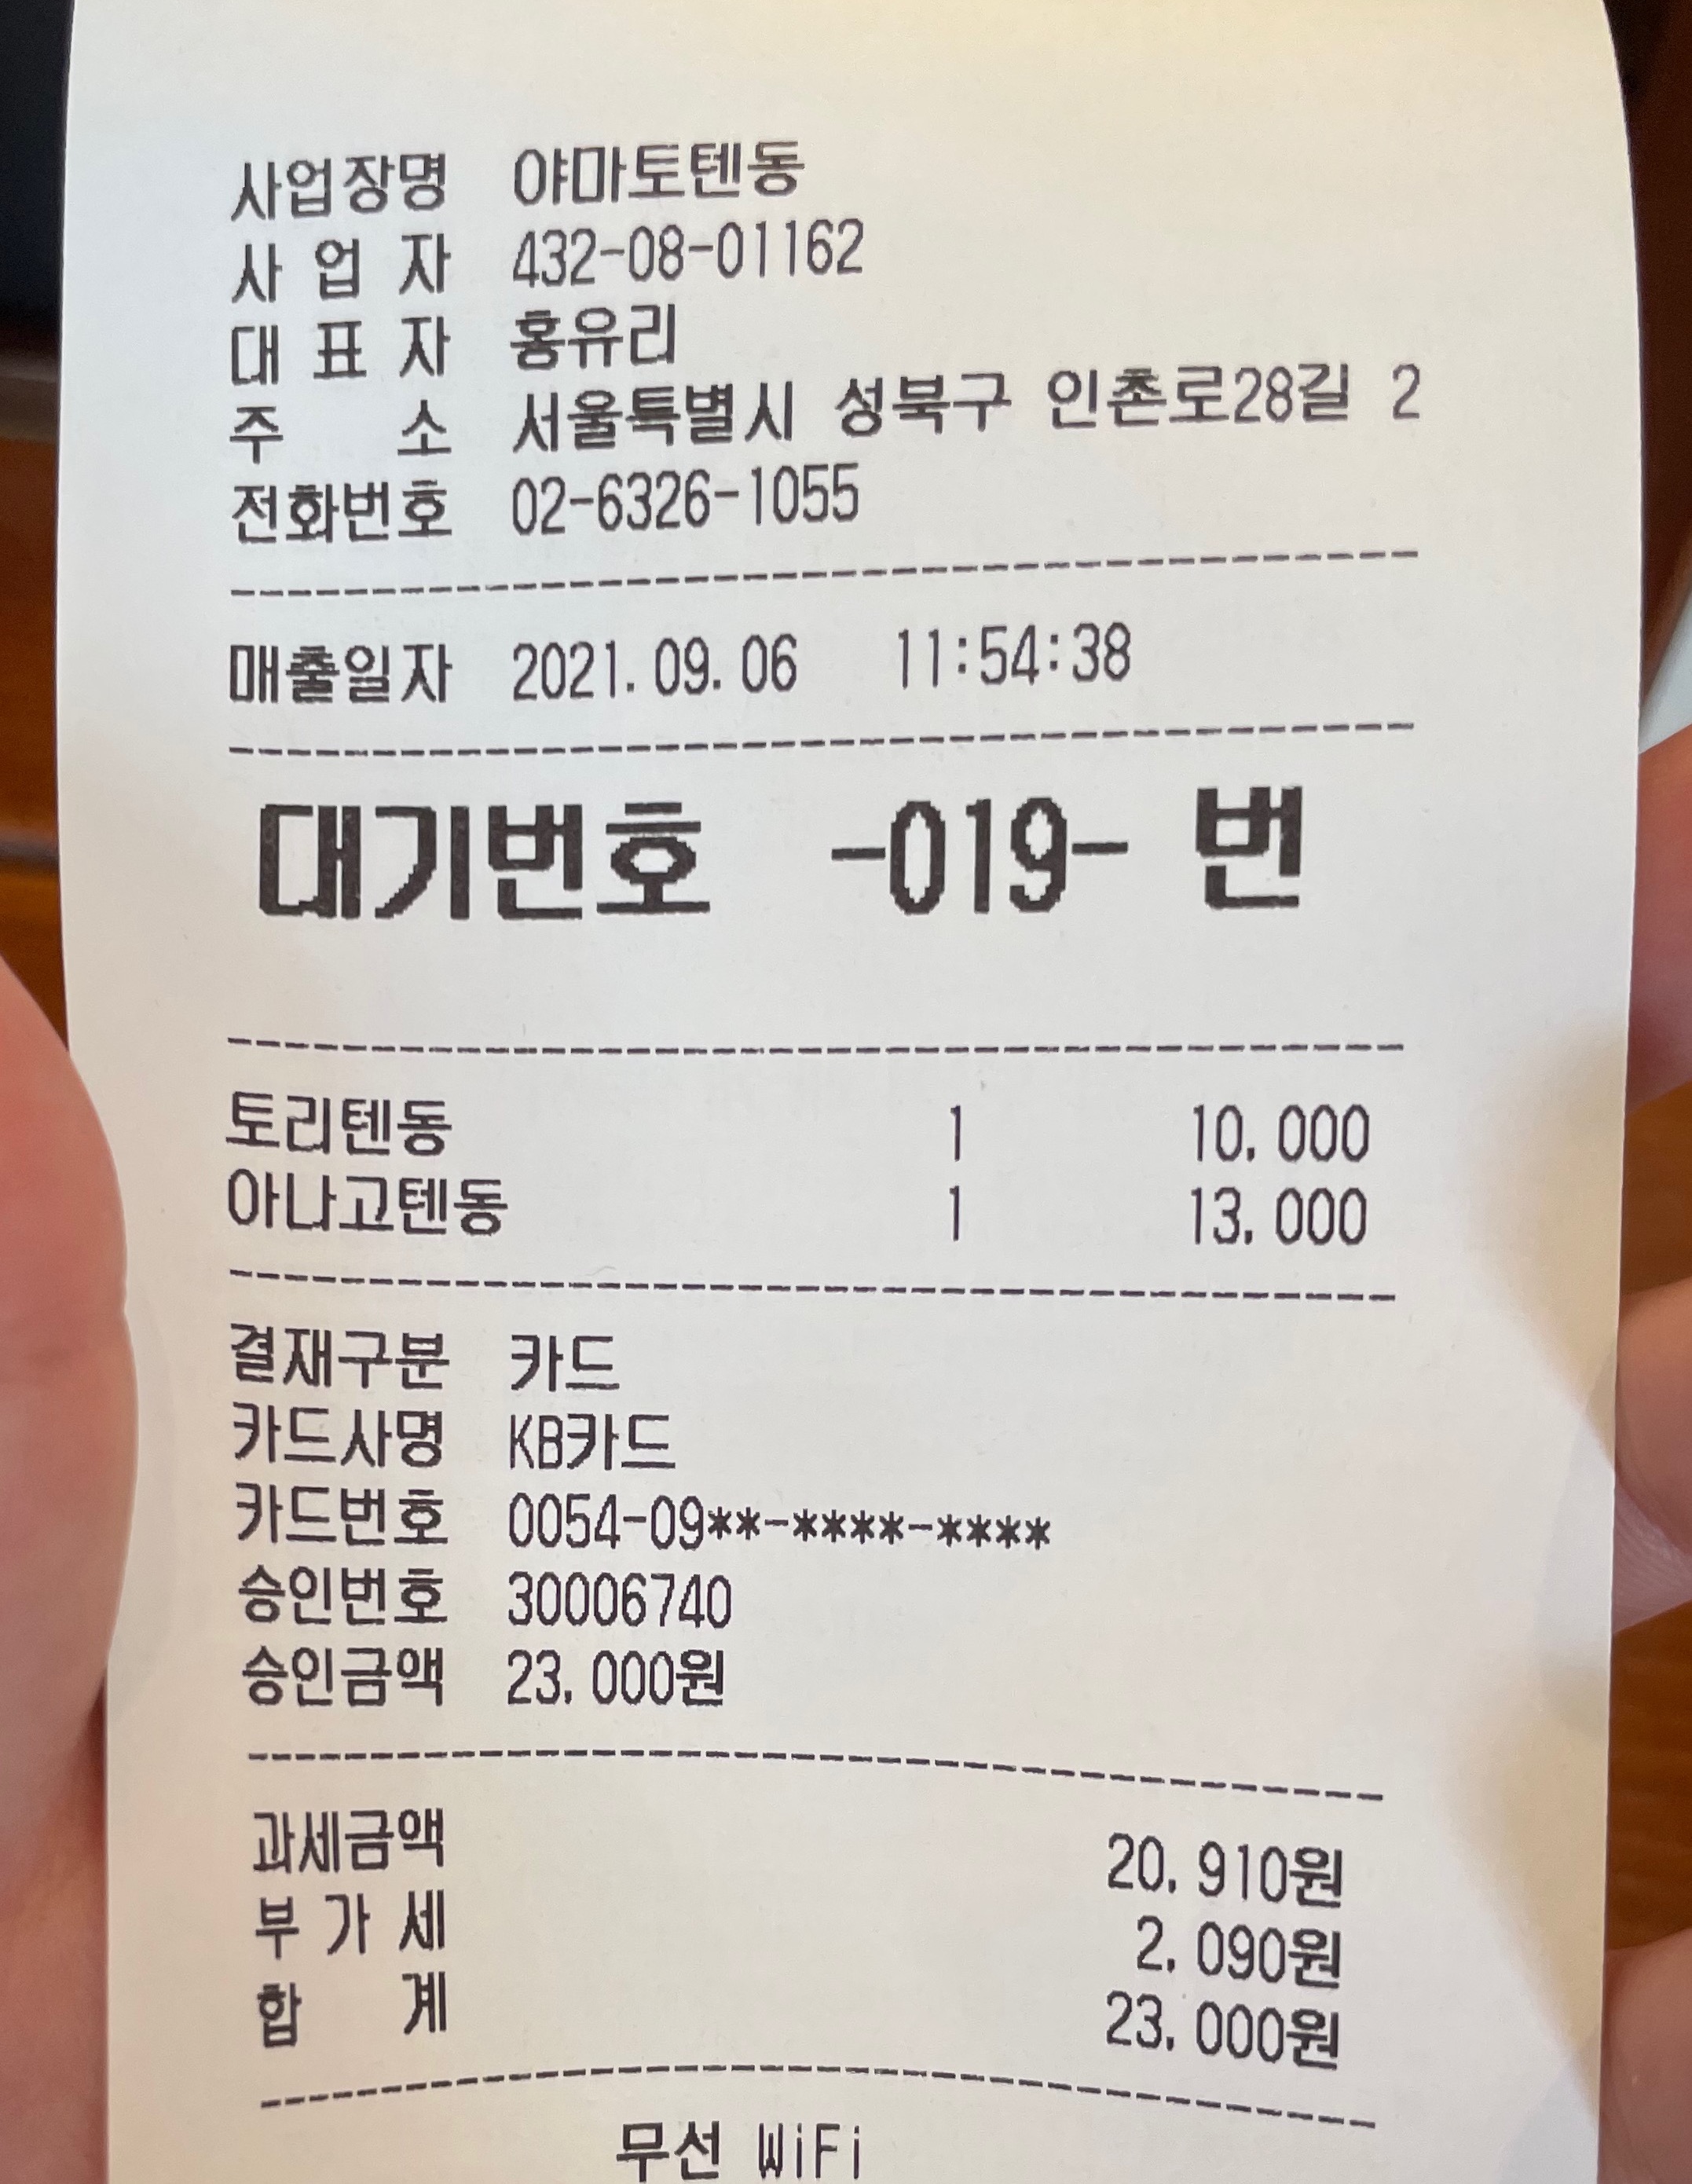 사업장명 야마토텐동
사 업 자 432-08-01162
대 표 자 홍유리
주 소 서울특별시 성북구 인촌로28길 2
전화번호 02-6326-1055
매출일자 2021.09.06 11:54:38
대기번호 -019- 번
토리텐동 1 10,000
아나고텐동 1 13,000
결재구분 카드
카드사명 KB카드
카드번호 0054-09**-****-****
승인번호 30006740
승인금액 23,000원
과세금액 20,910원
부 가 세 2,090원
합 계 23,000원
무선 WiFi